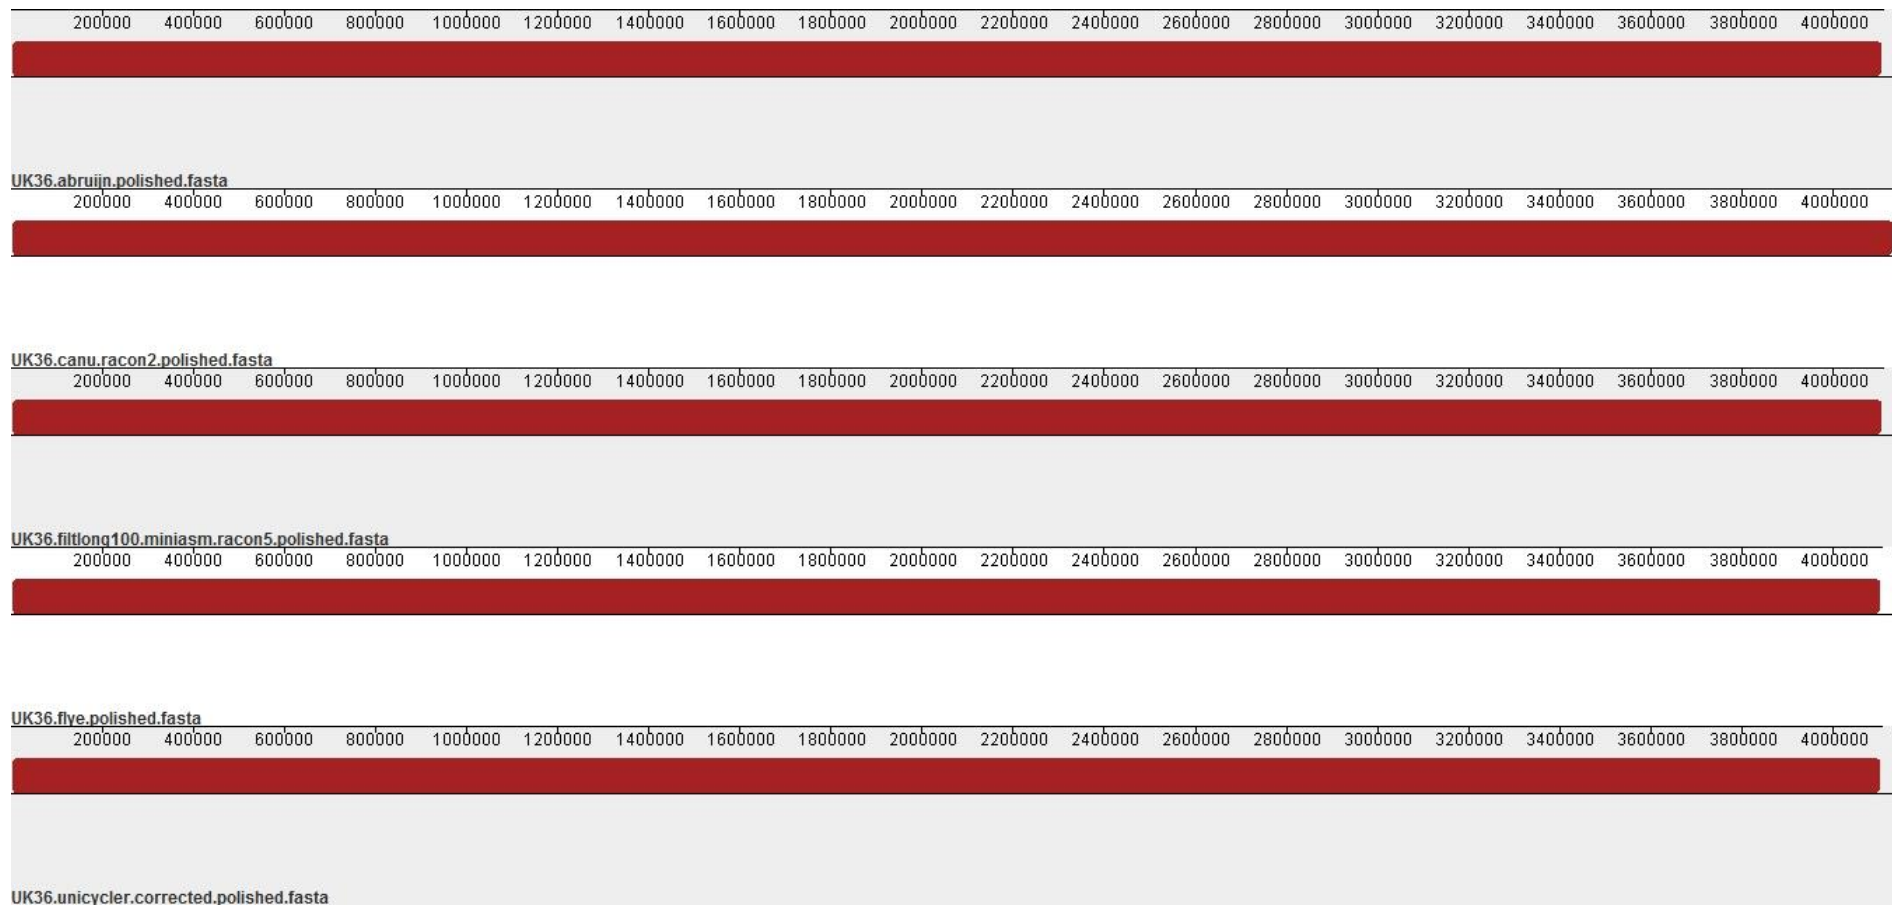 200000 400000 600000 800000 1000000 1200000 1400000 1600000 1800000 2000000 2200000 2400000 2600000 2800000 3000000 3200000 3400000 3600000 3800000 4000000
UK36.abruijn.polished.fasta
200000 400000 600000 800000 1000000 1200000 1400000 1600000 1800000 2000000 2200000 2400000 2600000 2800000 3000000 3200000 3400000 3600000 3800000 4000000
UK36.canu.racon2.polished.fasta
200000 400000 600000 800000 1000000 1200000 1400000 1600000 1800000 2000000 2200000 2400000 2600000 2800000 3000000 3200000 3400000 3600000 3800000 4000000
UK36.filtlong100.miniasm.racon5.polished.fasta
200000 400000 600000 800000 1000000 1200000 1400000 1600000 1800000 2000000 2200000 2400000 2600000 2800000 3000000 3200000 3400000 3600000 3800000 4000000
UK36.flye.polished.fasta
200000 400000 600000 800000 1000000 1200000 1400000 1600000 1800000 2000000 2200000 2400000 2600000 2800000 3000000 3200000 3400000 3600000 3800000 4000000
UK36.unicycler.corrected.polished.fasta